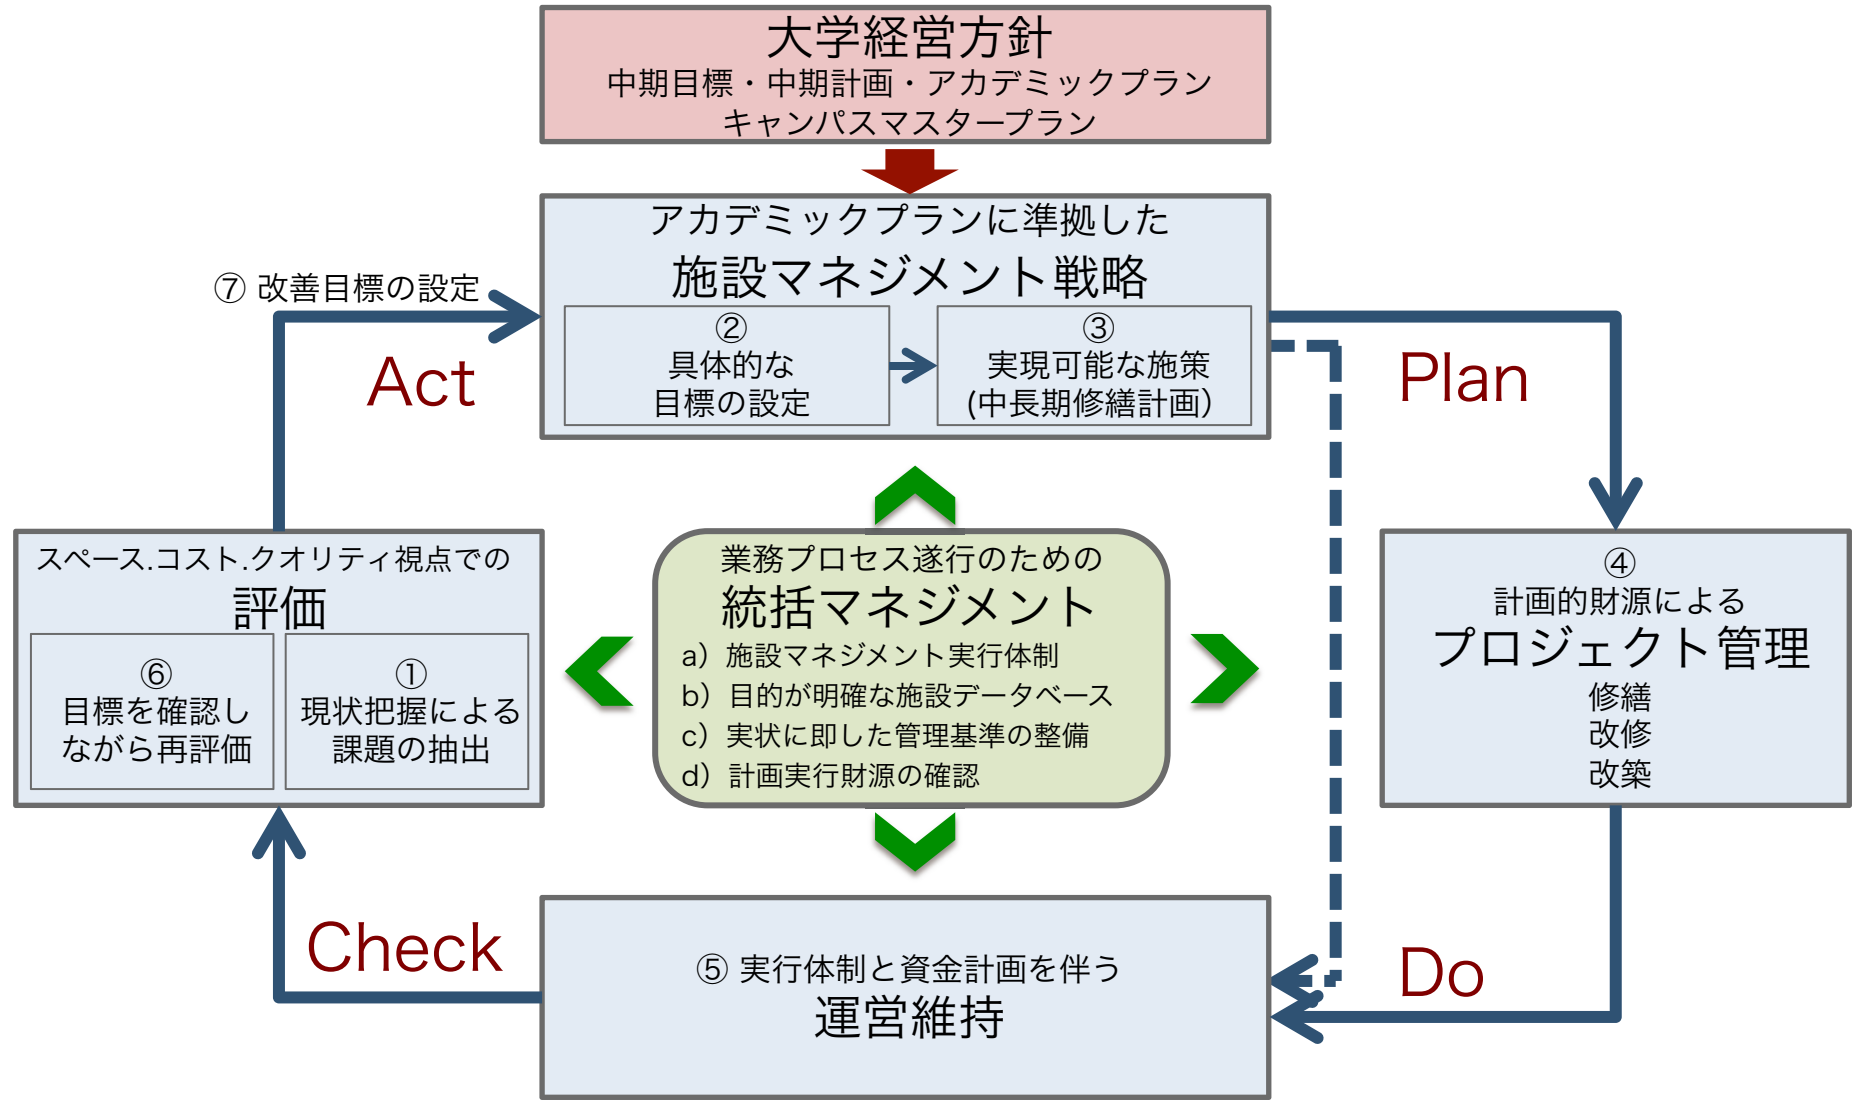 大学経営方針
中期目標・中期計画・アカデミックプラン
キャンパスマスタープラン
アカデミックプランに準拠した
施設マネジメント戦略
②
具体的な
目標の設定
③
実現可能な施策
(中長期修繕計画）
⑦ 改善目標の設定
Act
Plan
スペース.コスト.クオリティ視点での
評価
⑥
目標を確認し
ながら再評価
①
現状把握による
課題の抽出
業務プロセス遂行のための
統括マネジメント
a）施設マネジメント実行体制
b）目的が明確な施設データベース
c）実状に即した管理基準の整備
d）計画実行財源の確認
④
計画的財源による
プロジェクト管理
修繕
改修
改築
Check
Do
⑤ 実行体制と資金計画を伴う
運営維持